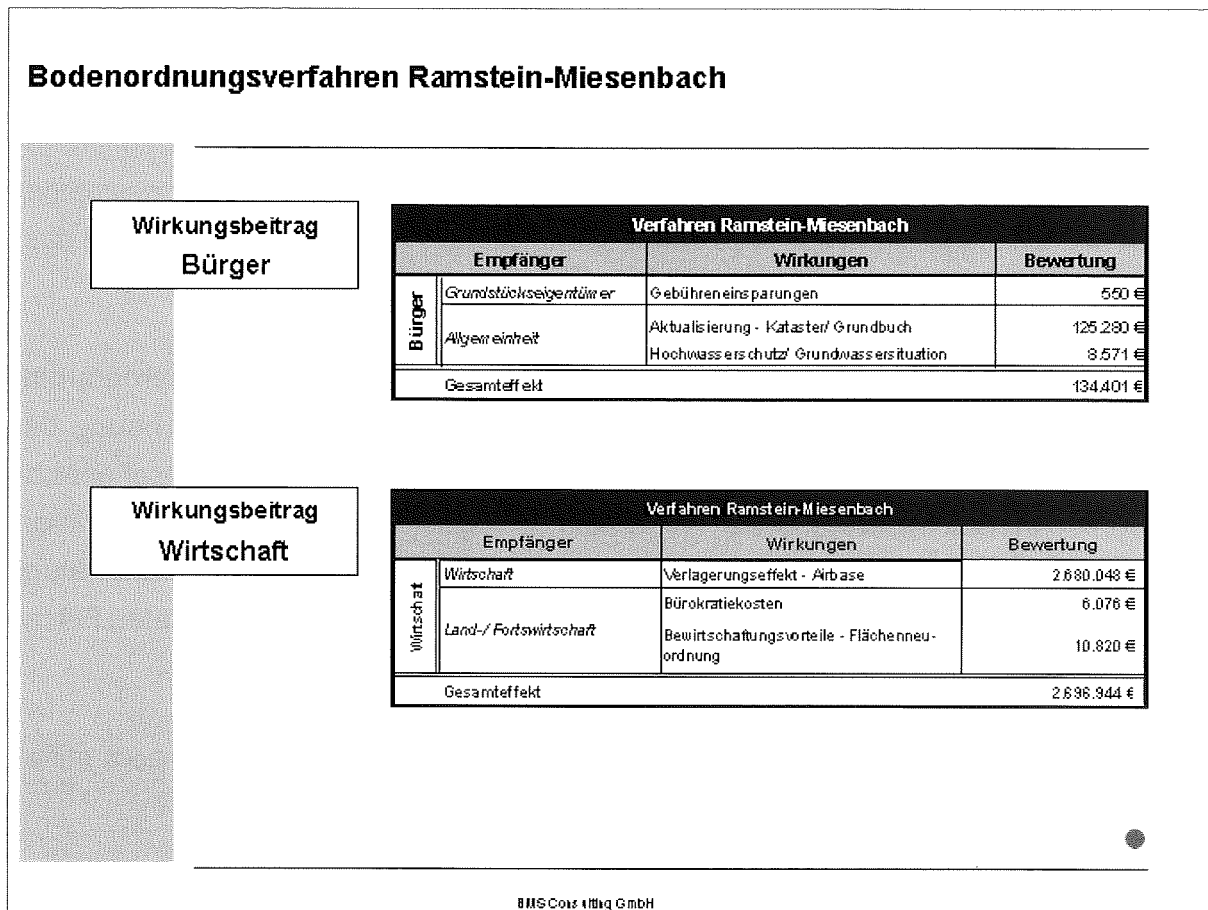 Bodenordnungsverfahren Ramstein-Miesenbach
Wirkungsbeitrag
Bürger
Verfahren Ramstein-Miesenbach
Empfänger Wirkungen Bewertung
Bürger
Grundstückseigentümer Gebühreneinsparungen 550 €
Allgemeinheit
Aktualisierung - Kataster/ Grundbuch 125.280 €
Hochwasserschutz/ Grundwassersituation 8.571 €
Gesamteffekt 134.401 €
Wirkungsbeitrag
Wirtschaft
Verfahren Ramstein-Miesenbach
Empfänger Wirkungen Bewertung
Wirtschaft
Wirtschaft Verlagerungseffekt - Airbase 2.680.048 €
Land-/ Fortswirtschaft
Bürokratiekosten 6.076 €
Bewirtschaftungsvorteile - Flächenneu-
ordnung 10.820 €
Gesamteffekt 2.696.944 €
BMS Consulting GmbH